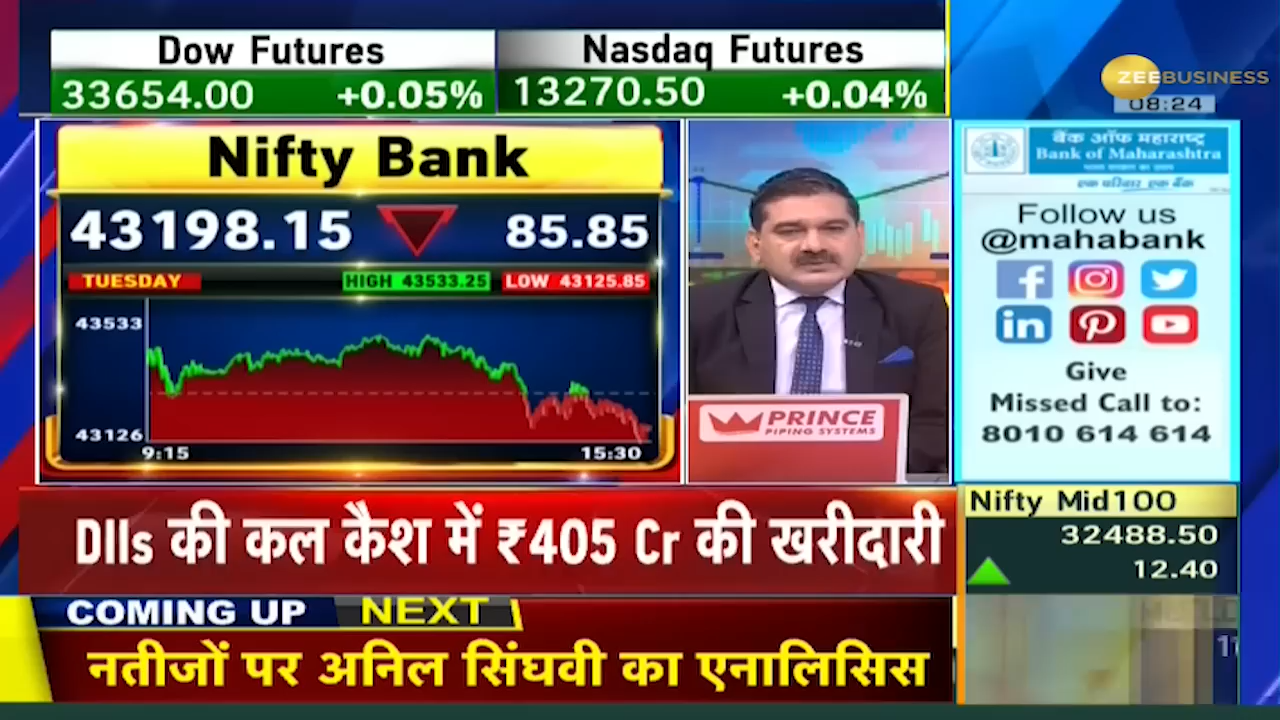 Dow Futures
33654.00 +0.05%
Nasdaq Futures
13270.50 +0.04%
ZEEBUSINESS
08:24
Nifty Bank
43198.15 85.85
TUESDAY HIGH 43533.25 LOW 43125.85
43533
43126
9:15 15:30
PRINCE
PIPING SYSTEMS
बैंक ऑफ महाराष्ट्र
Bank of Maharashtra
एक परिवार एक बैंक
Follow us
@mahabank
Give
Missed Call to:
8010 614 614
DIIs की कल कैश में ₹405 Cr की खरीदारी
Nifty Mid100
32488.50
12.40
COMING UP NEXT
नतीजों पर अनिल सिंघवी का एनालिसिस